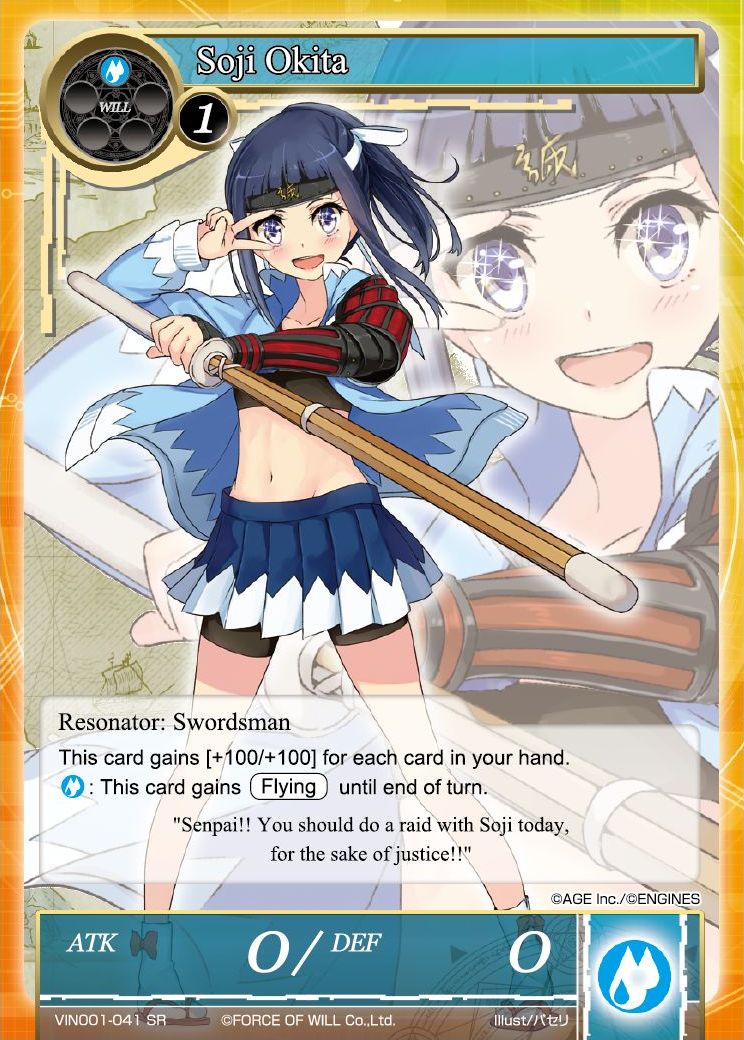 Soji Okita
WILL
1
誠
誠
Resonator: Swordsman
This card gains [+100/+100] for each card in your hand.
: This card gains Flying until end of turn.
"Senpai!! You should do a raid with Soji today,
for the sake of justice!!"
©AGE Inc./©ENGINES
ATK 0/ DEF 0
VIN001-041 SR ©FORCE OF WILL Co.,Ltd. Illust/パセリ